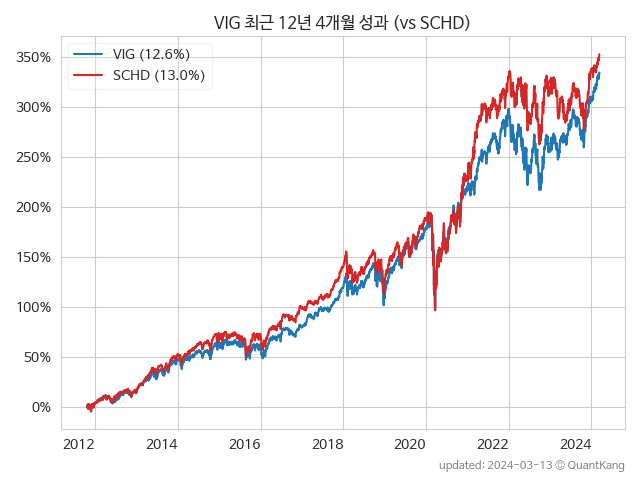 VIG 최근 12년 4개월 성과 (vs SCHD)
VIG (12.6%)
SCHD (13.0%)
350%
300%
250%
200%
150%
100%
50%
0%
2012 2014 2016 2018 2020 2022 2024
updated: 2024-03-13 ⓒ QuantKang